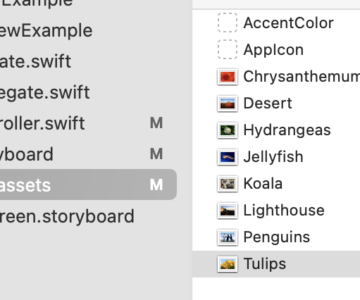 Example
ewExample
ate.swift
egate.swift
roller.swift M
yboard M
assets M
reen.storyboard
AccentColor
AppIcon
Chrysanthemum
Desert
Hydrangeas
Jellyfish
Koala
Lighthouse
Penguins
Tulips